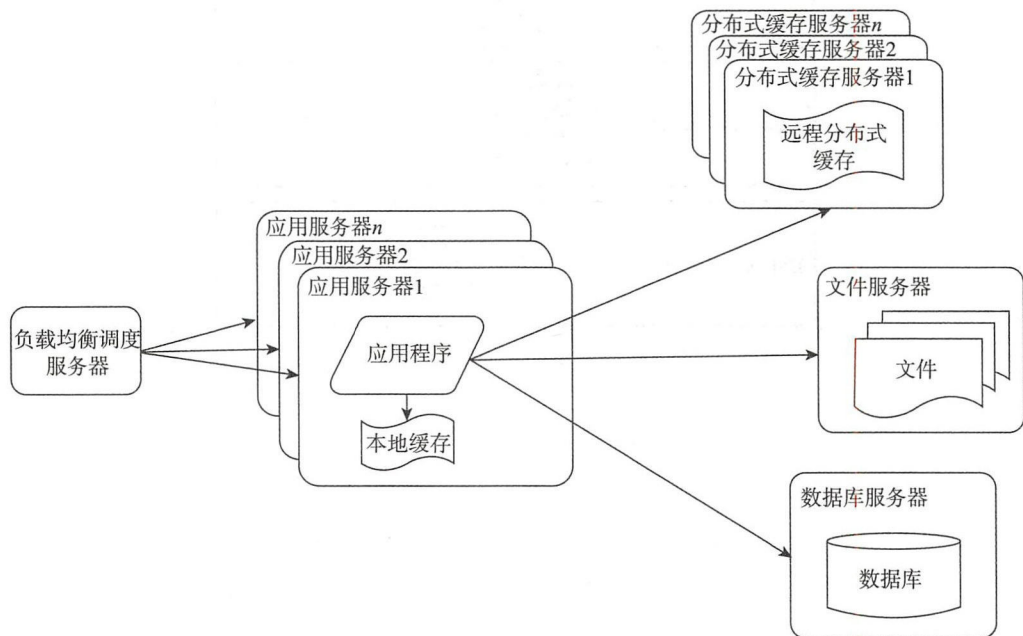 分布式缓存服务器n
分布式缓存服务器2
分布式缓存服务器1
远程分布式
缓存
应用服务器n
应用服务器2
应用服务器1
负载均衡调度
服务器
应用程序
本地缓存
文件服务器
文件
数据库服务器
数据库